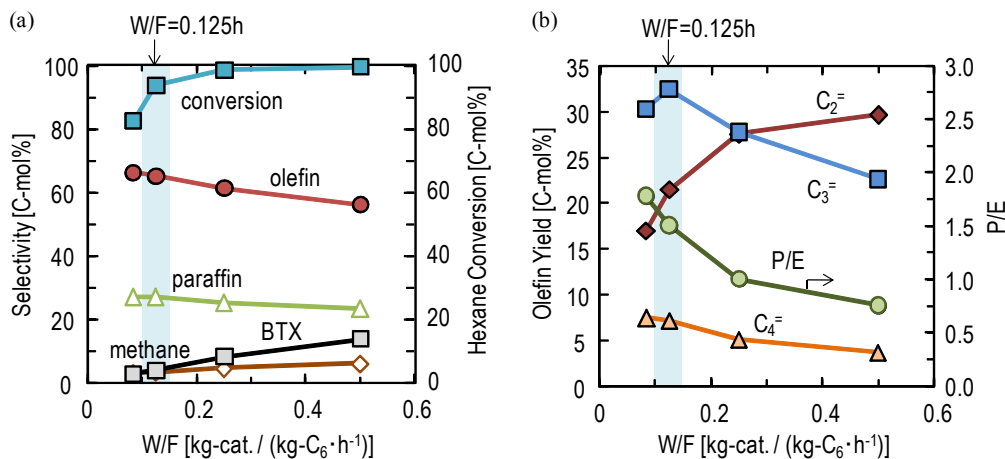 (a)
W/F=0.125h
100
80
60
40
20
0
Selectivity [C-mol%]
conversion
olefin
paraffin
BTX
methane
100
80
60
40
20
0
Hexane Conversion [C-mol%]
0
0.2
0.4
0.6
W/F [kg-cat. / (kg-C₆·h⁻¹)]
(b)
W/F=0.125h
35
30
25
20
15
10
5
0
Olefin Yield [C-mol%]
C₂⁼
C₃⁼
P/E
C₄⁼
3.0
2.5
2.0
1.5
1.0
0.5
0.0
P/E
0
0.2
0.4
0.6
W/F [kg-cat. / (kg-C₆·h⁻¹)]